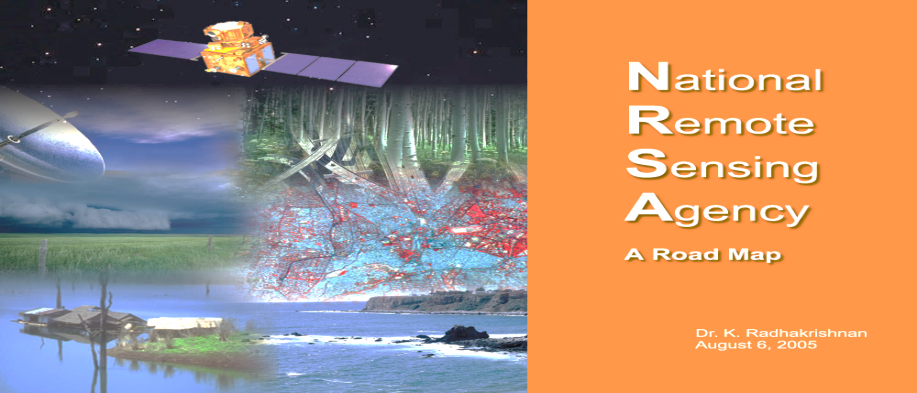 National
Remote
Sensing
Agency
A Road Map
Dr. K. Radhakrishnan
August 6, 2005